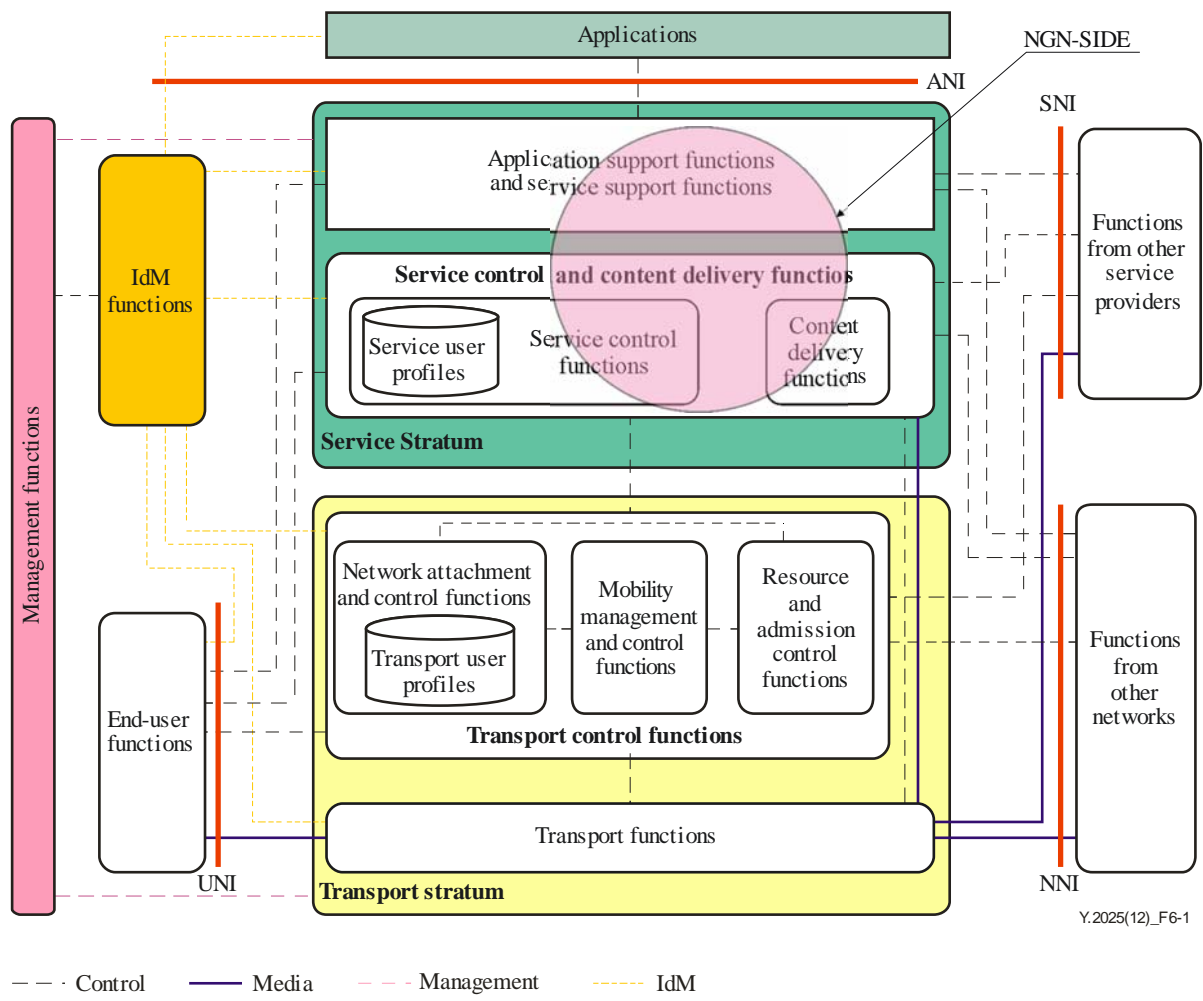 Applications
NGN-SIDE
ANI
SNI
Application support functions
and service support functions
Functions
from other
service
providers
IdM
functions
Service control and content delivery functions
Service user
profiles
Service control
functions
Content
delivery
functions
Service Stratum
Management functions
Network attachment
and control functions
Transport user
profiles
Mobility
management
and control
functions
Resource
and
admission
control
functions
Transport control functions
End-user
functions
Functions
from
other
networks
Transport functions
UNI
Transport stratum
NNI
Y.2025(12)_F6-1
Control
Media
Management
IdM